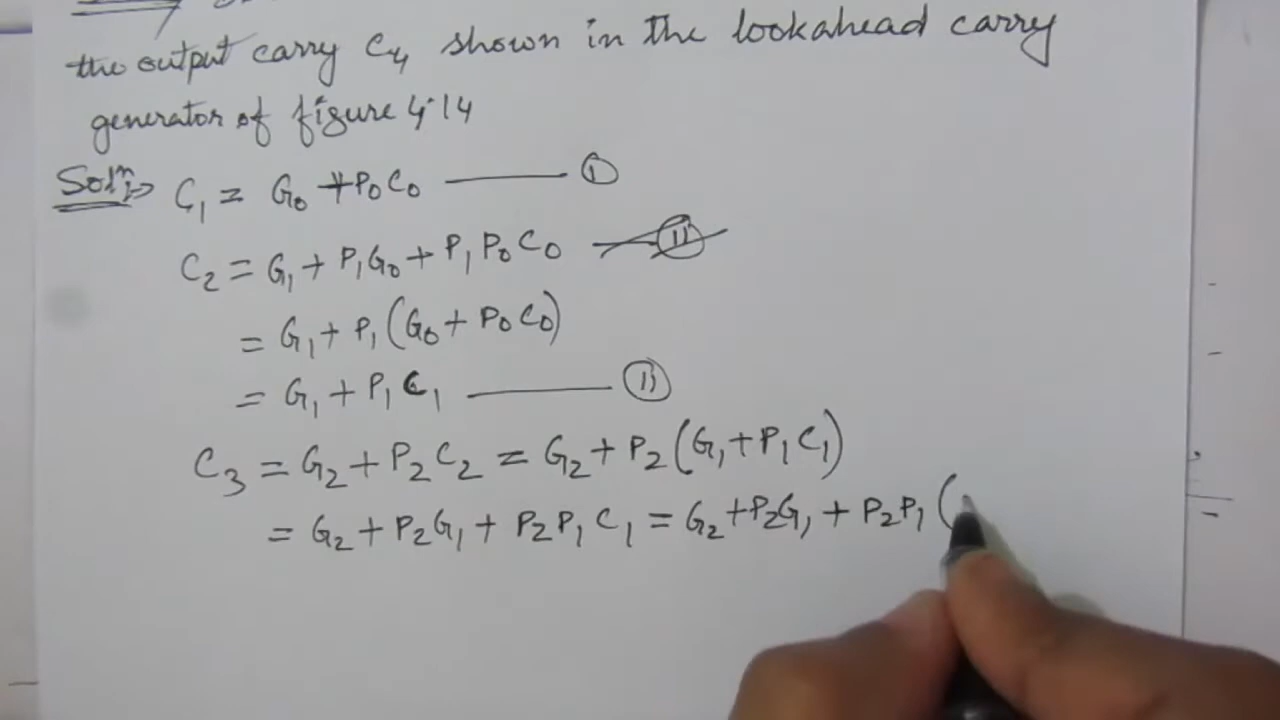 the output carry C₄ shown in the lookahead carry
generator of figure 4.14
Solⁿ:⇒ C₁ = G₀ + P₀C₀ ——— Ⓘ
C₂ = G₁ + P₁G₀ + P₁P₀C₀
= G₁ + P₁(G₀ + P₀C₀)
= G₁ + P₁C₁ ——— Ⓘ Ⓘ
C₃ = G₂ + P₂C₂ = G₂ + P₂(G₁ + P₁C₁)
= G₂ + P₂G₁ + P₂P₁C₁ = G₂ + P₂G₁ + P₂P₁(